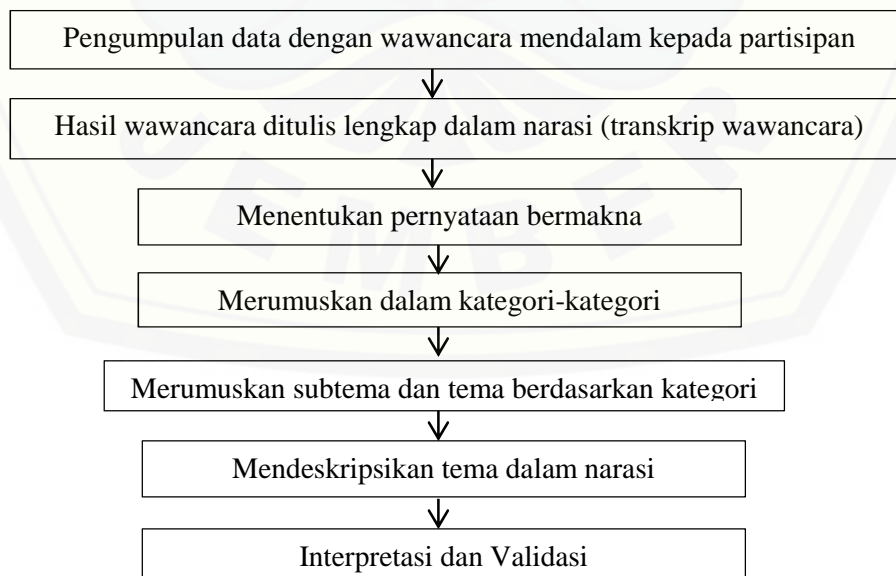 Pengumpulan data dengan wawancara mendalam kepada partisipan
Hasil wawancara ditulis lengkap dalam narasi (transkrip wawancara)
JEMBER
Menentukan pernyataan bermakna
Merumuskan dalam kategori-kategori
Merumuskan subtema dan tema berdasarkan kategori
Mendeskripsikan tema dalam narasi
Interpretasi dan Validasi